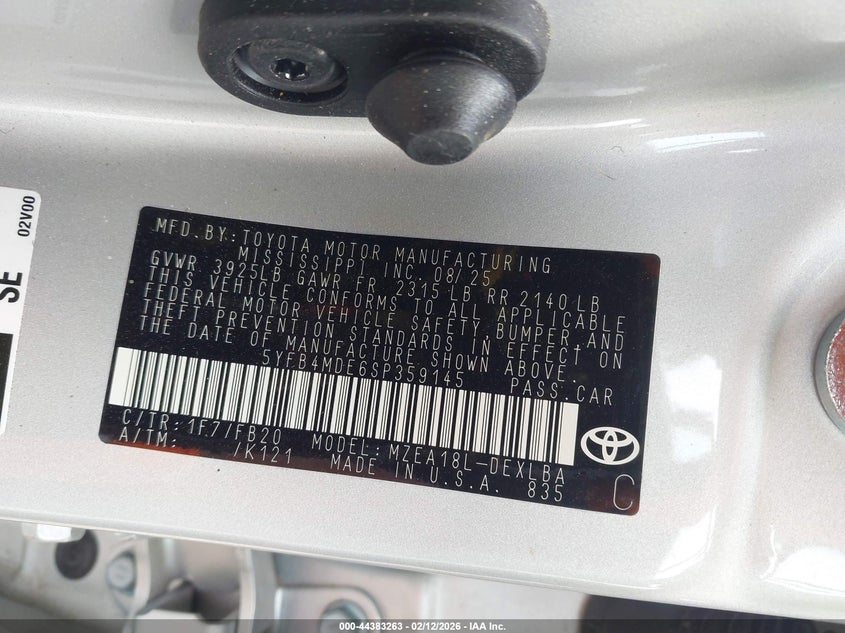 02V00
SE
MFD. BY: TOYOTA MOTOR MANUFACTURING
MISSISSIPPI INC. 08/25
GVWR 3925LB GAWR FR 2315 LB RR 2140 LB
THIS VEHICLE CONFORMS TO ALL APPLICABLE
FEDERAL MOTOR VEHICLE SAFETY, BUMPER, AND
THEFT PREVENTION STANDARDS IN EFFECT ON
THE DATE OF MANUFACTURE SHOWN ABOVE.
5YFB4MDE6SP359145 PASS.CAR
C/TR: 1F7/FB20 MODEL: MZEA18L-DEXLBA
A/TM: /K121 MADE IN U.S.A. 835
C
000-44383263 - 02/12/2026 - IAA Inc.